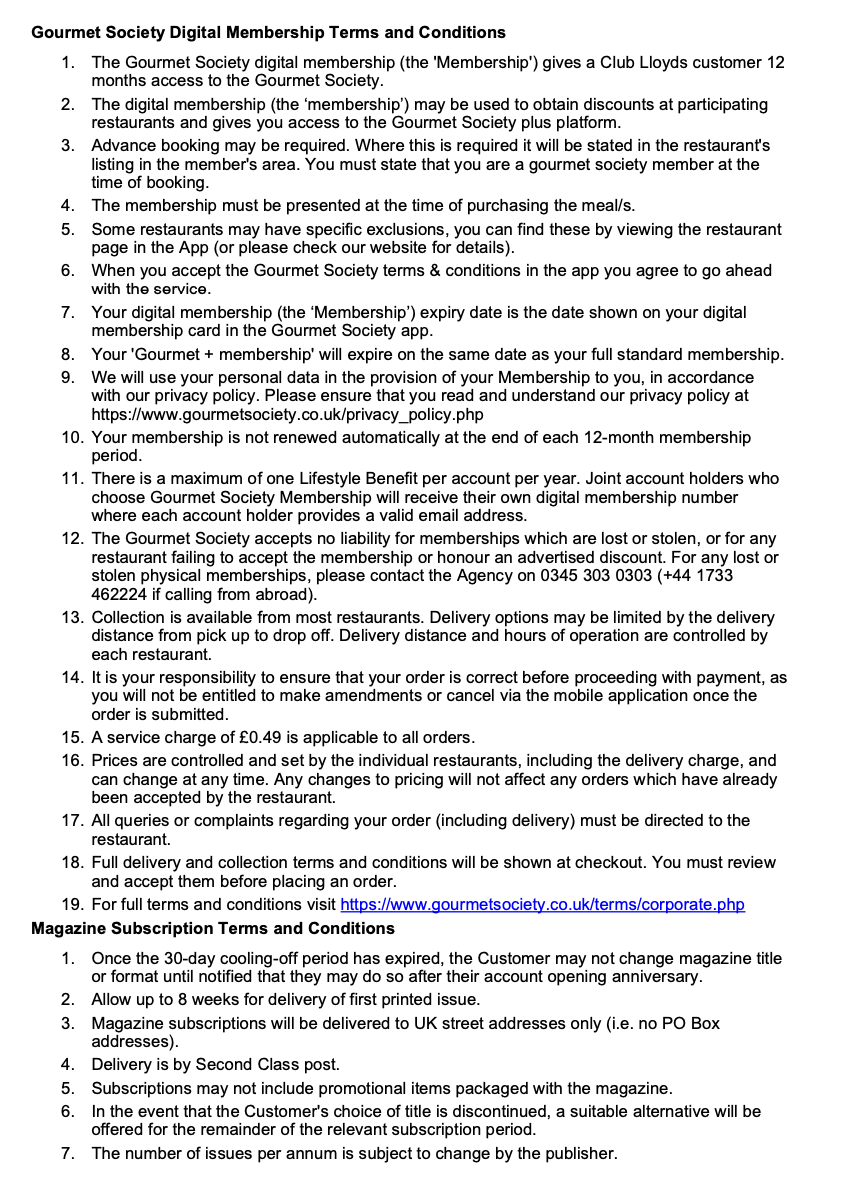 Gourmet Society Digital Membership Terms and Conditions
1. The Gourmet Society digital membership (the 'Membership') gives a Club Lloyds customer 12
months access to the Gourmet Society.
2. The digital membership (the ‘membership’) may be used to obtain discounts at participating
restaurants and gives you access to the Gourmet Society plus platform.
3. Advance booking may be required. Where this is required it will be stated in the restaurant's
listing in the member's area. You must state that you are a gourmet society member at the
time of booking.
4. The membership must be presented at the time of purchasing the meal/s.
5. Some restaurants may have specific exclusions, you can find these by viewing the restaurant
page in the App (or please check our website for details).
6. When you accept the Gourmet Society terms & conditions in the app you agree to go ahead
with the service.
7. Your digital membership (the ‘Membership’) expiry date is the date shown on your digital
membership card in the Gourmet Society app.
8. Your 'Gourmet + membership' will expire on the same date as your full standard membership.
9. We will use your personal data in the provision of your Membership to you, in accordance
with our privacy policy. Please ensure that you read and understand our privacy policy at
https://www.gourmetsociety.co.uk/privacy_policy.php
10. Your membership is not renewed automatically at the end of each 12-month membership
period.
11. There is a maximum of one Lifestyle Benefit per account per year. Joint account holders who
choose Gourmet Society Membership will receive their own digital membership number
where each account holder provides a valid email address.
12. The Gourmet Society accepts no liability for memberships which are lost or stolen, or for any
restaurant failing to accept the membership or honour an advertised discount. For any lost or
stolen physical memberships, please contact the Agency on 0345 303 0303 (+44 1733
462224 if calling from abroad).
13. Collection is available from most restaurants. Delivery options may be limited by the delivery
distance from pick up to drop off. Delivery distance and hours of operation are controlled by
each restaurant.
14. It is your responsibility to ensure that your order is correct before proceeding with payment, as
you will not be entitled to make amendments or cancel via the mobile application once the
order is submitted.
15. A service charge of £0.49 is applicable to all orders.
16. Prices are controlled and set by the individual restaurants, including the delivery charge, and
can change at any time. Any changes to pricing will not affect any orders which have already
been accepted by the restaurant.
17. All queries or complaints regarding your order (including delivery) must be directed to the
restaurant.
18. Full delivery and collection terms and conditions will be shown at checkout. You must review
and accept them before placing an order.
19. For full terms and conditions visit https://www.gourmetsociety.co.uk/terms/corporate.php
Magazine Subscription Terms and Conditions
1. Once the 30-day cooling-off period has expired, the Customer may not change magazine title
or format until notified that they may do so after their account opening anniversary.
2. Allow up to 8 weeks for delivery of first printed issue.
3. Magazine subscriptions will be delivered to UK street addresses only (i.e. no PO Box
addresses).
4. Delivery is by Second Class post.
5. Subscriptions may not include promotional items packaged with the magazine.
6. In the event that the Customer's choice of title is discontinued, a suitable alternative will be
offered for the remainder of the relevant subscription period.
7. The number of issues per annum is subject to change by the publisher.